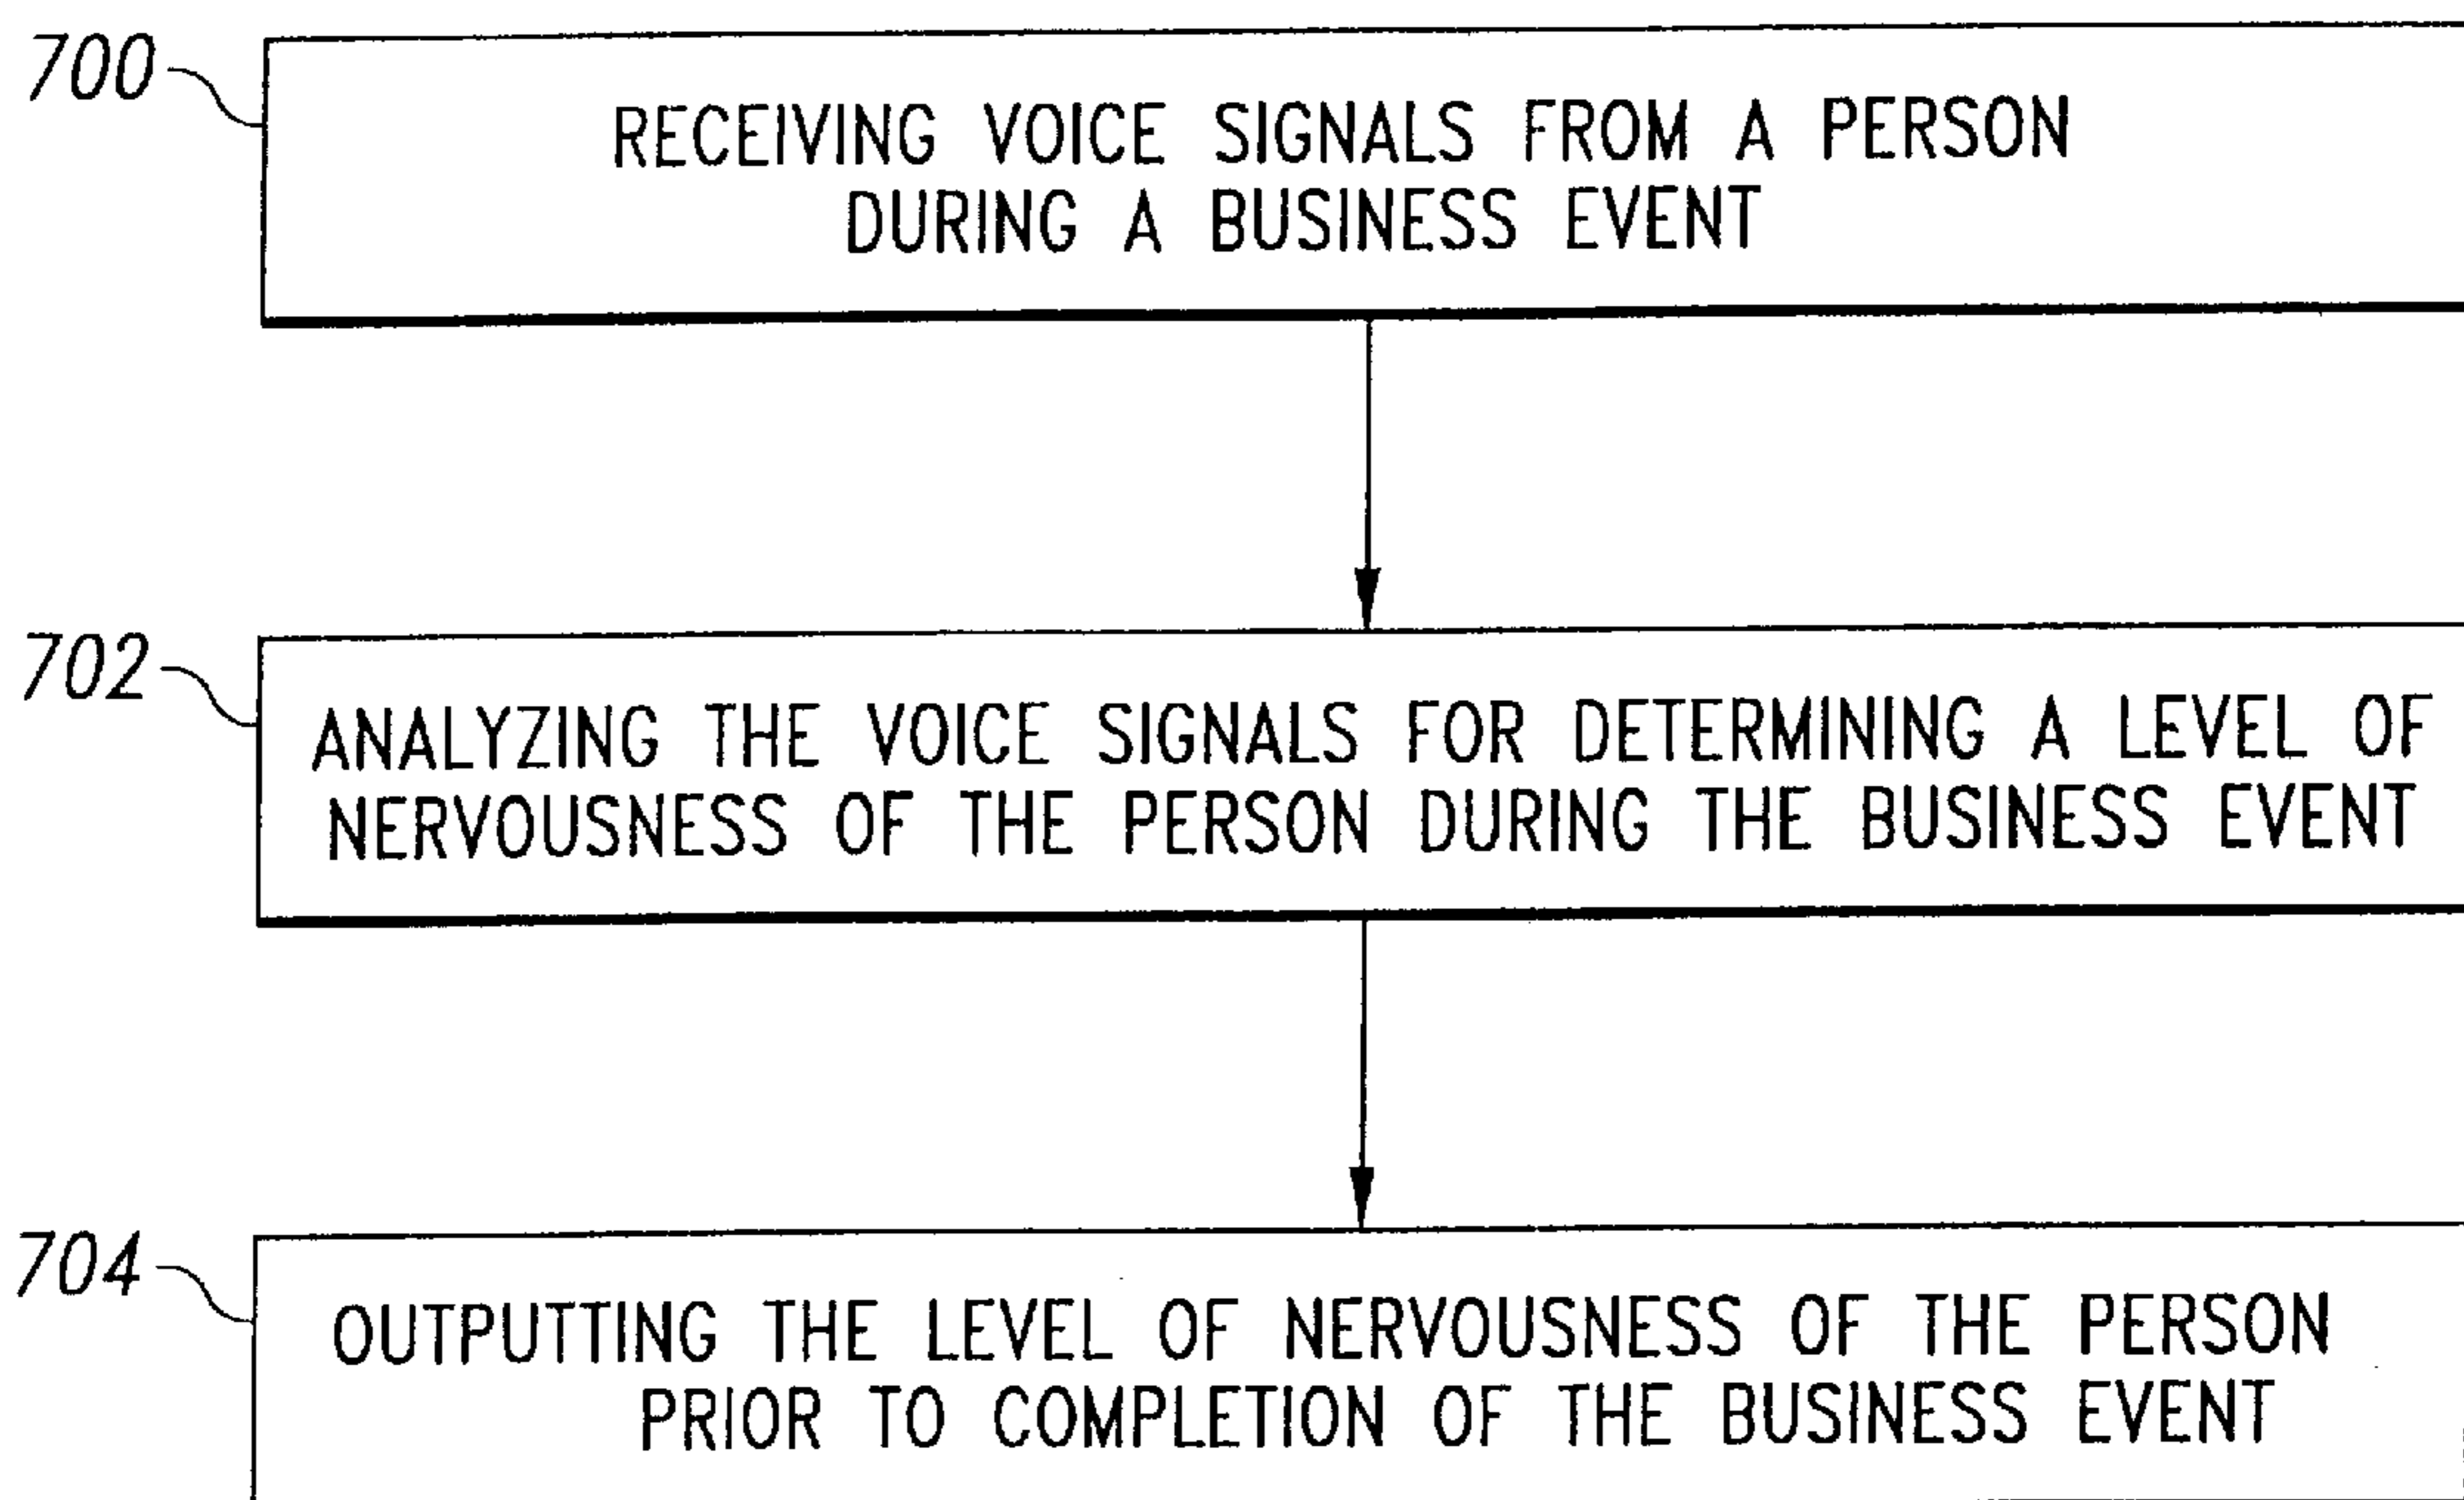 700
RECEIVING VOICE SIGNALS FROM A PERSON
DURING A BUSINESS EVENT
702
ANALYZING THE VOICE SIGNALS FOR DETERMINING A LEVEL OF
NERVOUSNESS OF THE PERSON DURING THE BUSINESS EVENT
704
OUTPUTTING THE LEVEL OF NERVOUSNESS OF THE PERSON
PRIOR TO COMPLETION OF THE BUSINESS EVENT